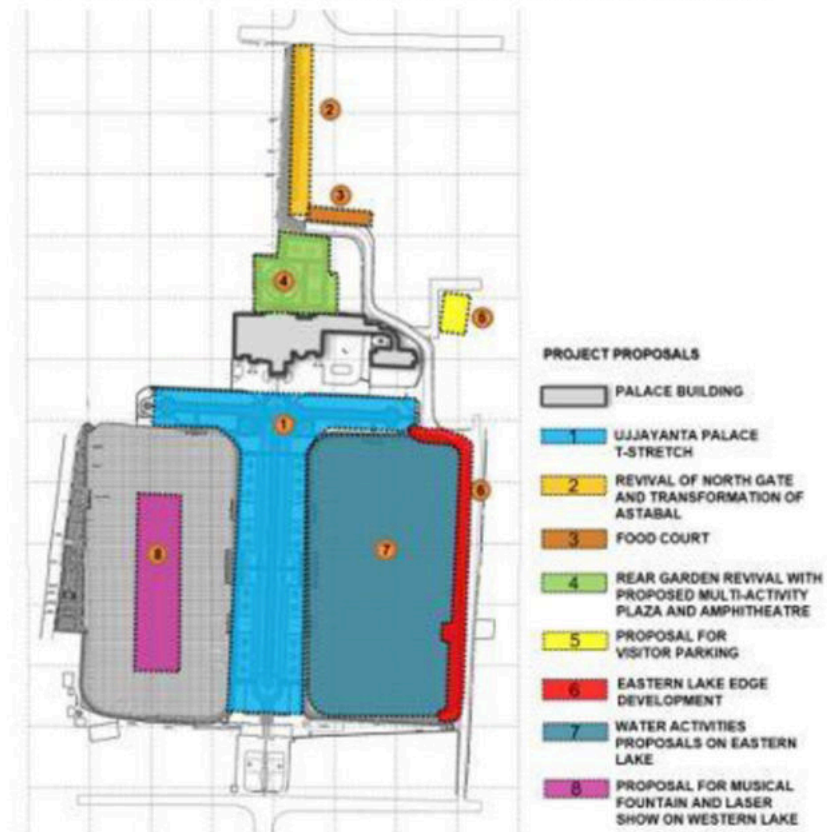 2
3
4
5
1
6
7
8
PROJECT PROPOSALS
PALACE BUILDING
1 UJJAYANTA PALACE
T-STRETCH
2 REVIVAL OF NORTH GATE
AND TRANSFORMATION OF
ASTABAL
3 FOOD COURT
4 REAR GARDEN REVIVAL WITH
PROPOSED MULTI-ACTIVITY
PLAZA AND AMPHITHEATRE
5 PROPOSAL FOR
VISITOR PARKING
6 EASTERN LAKE EDGE
DEVELOPMENT
7 WATER ACTIVITIES
PROPOSALS ON EASTERN
LAKE
8 PROPOSAL FOR MUSICAL
FOUNTAIN AND LASER
SHOW ON WESTERN LAKE